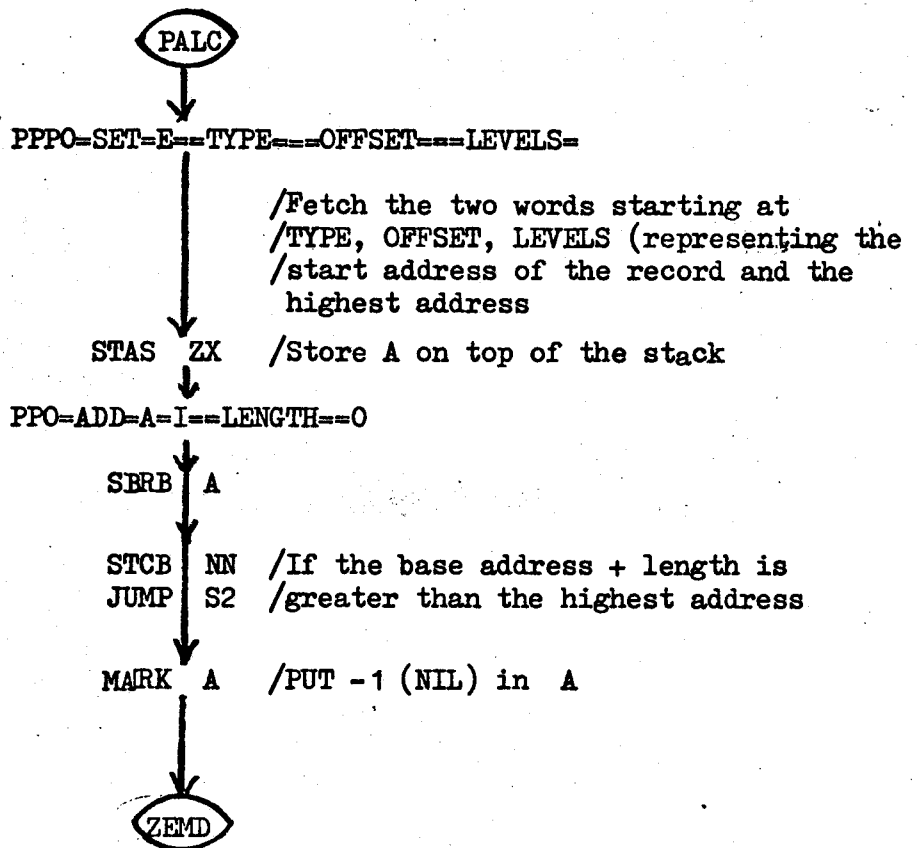 PALC
PPPO=SET=E==TYPE===OFFSET===LEVELS=
/Fetch the two words starting at
/TYPE, OFFSET, LEVELS (representing the
/start address of the record and the
highest address
STAS ZX /Store A on top of the stack
PPO=ADD=A=I==LENGTH==0
SBRB A
STCB NN /If the base address + length is
JUMP S2 /greater than the highest address
MARK A /PUT -1 (NIL) in A
ZEMD